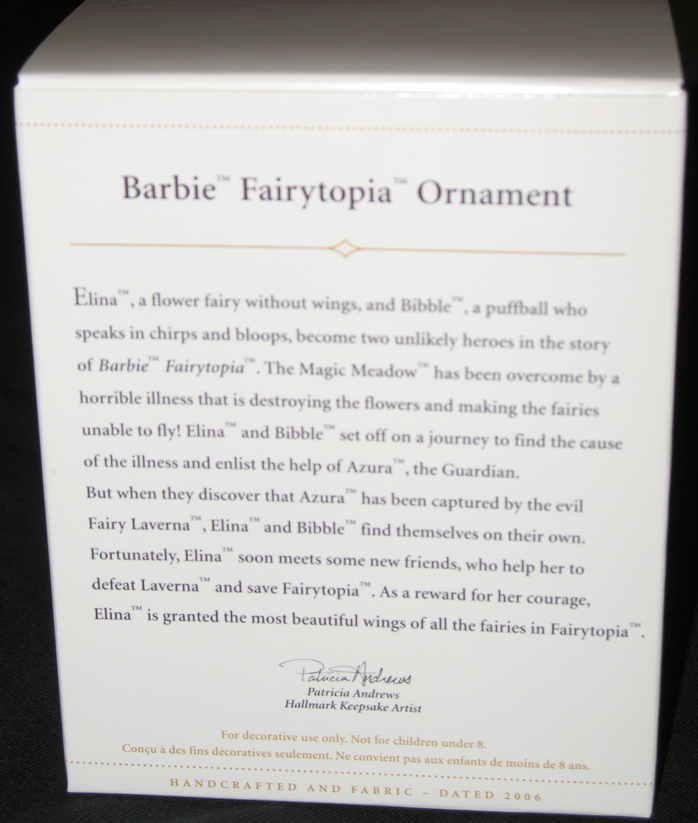 Barbie™ Fairytopia™ Ornament
Elina™, a flower fairy without wings, and Bibble™, a puffball who
speaks in chirps and bloops, become two unlikely heroes in the story
of Barbie™ Fairytopia™. The Magic Meadow™ has been overcome by a
horrible illness that is destroying the flowers and making the fairies
unable to fly! Elina™ and Bibble™ set off on a journey to find the cause
of the illness and enlist the help of Azura™, the Guardian.
But when they discover that Azura™ has been captured by the evil
Fairy Laverna™, Elina™ and Bibble™ find themselves on their own.
Fortunately, Elina™ soon meets some new friends, who help her to
defeat Laverna™ and save Fairytopia™. As a reward for her courage,
Elina™ is granted the most beautiful wings of all the fairies in Fairytopia™.
Patricia Andrews
Patricia Andrews
Hallmark Keepsake Artist
For decorative use only. Not for children under 8.
Conçu à des fins décoratives seulement. Ne convient pas aux enfants de moins de 8 ans.
HANDCRAFTED AND FABRIC – DATED 2006